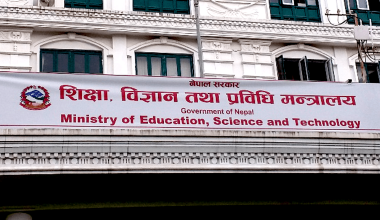 नेपाल सरकार
शिक्षा, विज्ञान तथा प्रविधि मन्त्रालय
Government of Nepal
Ministry of Education, Science and Technology